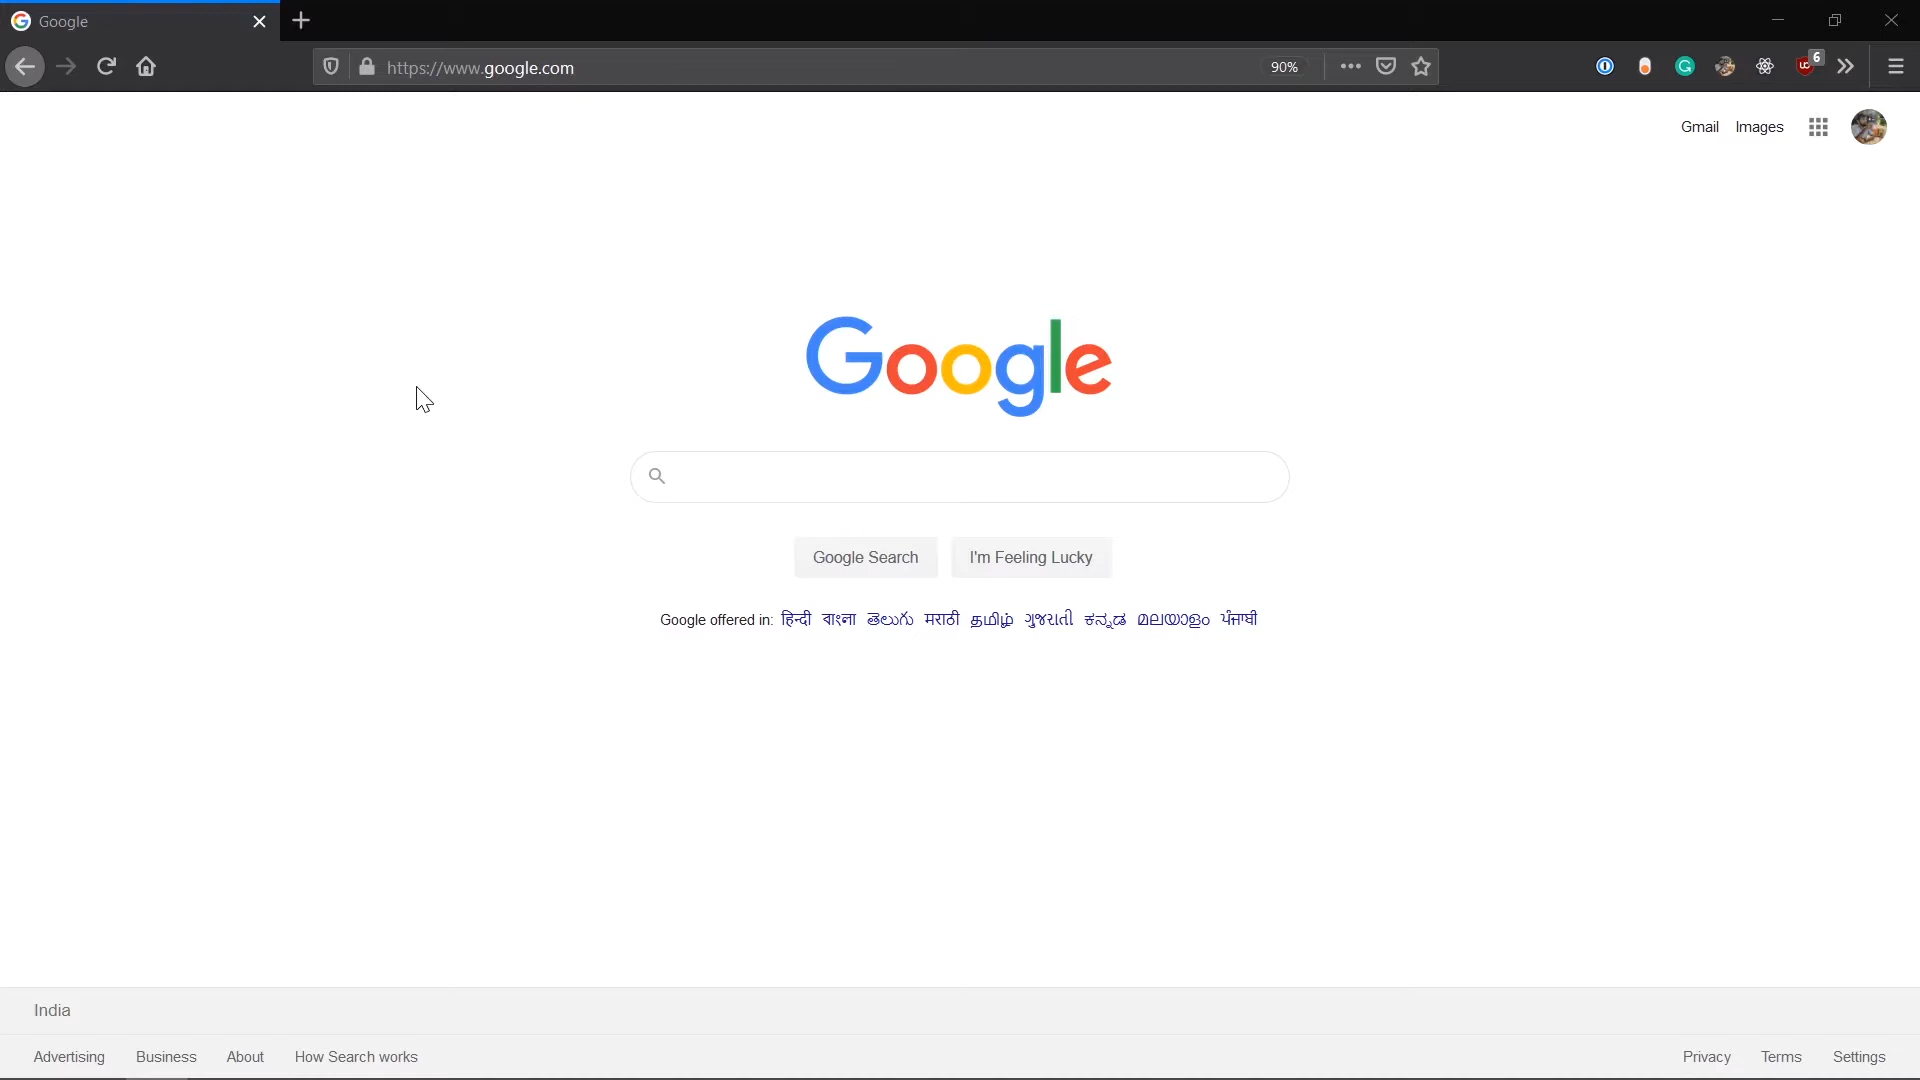 Google
https://www.google.com 90% 6
Gmail Images
Google
Google Search I'm Feeling Lucky
Google offered in: हिन्दी বাংলা తెలుగు मराठी தமிழ் ગુજરાતી ಕನ್ನಡ മലയാളം ਪੰਜਾਬੀ
India
Advertising Business About How Search works Privacy Terms Settings